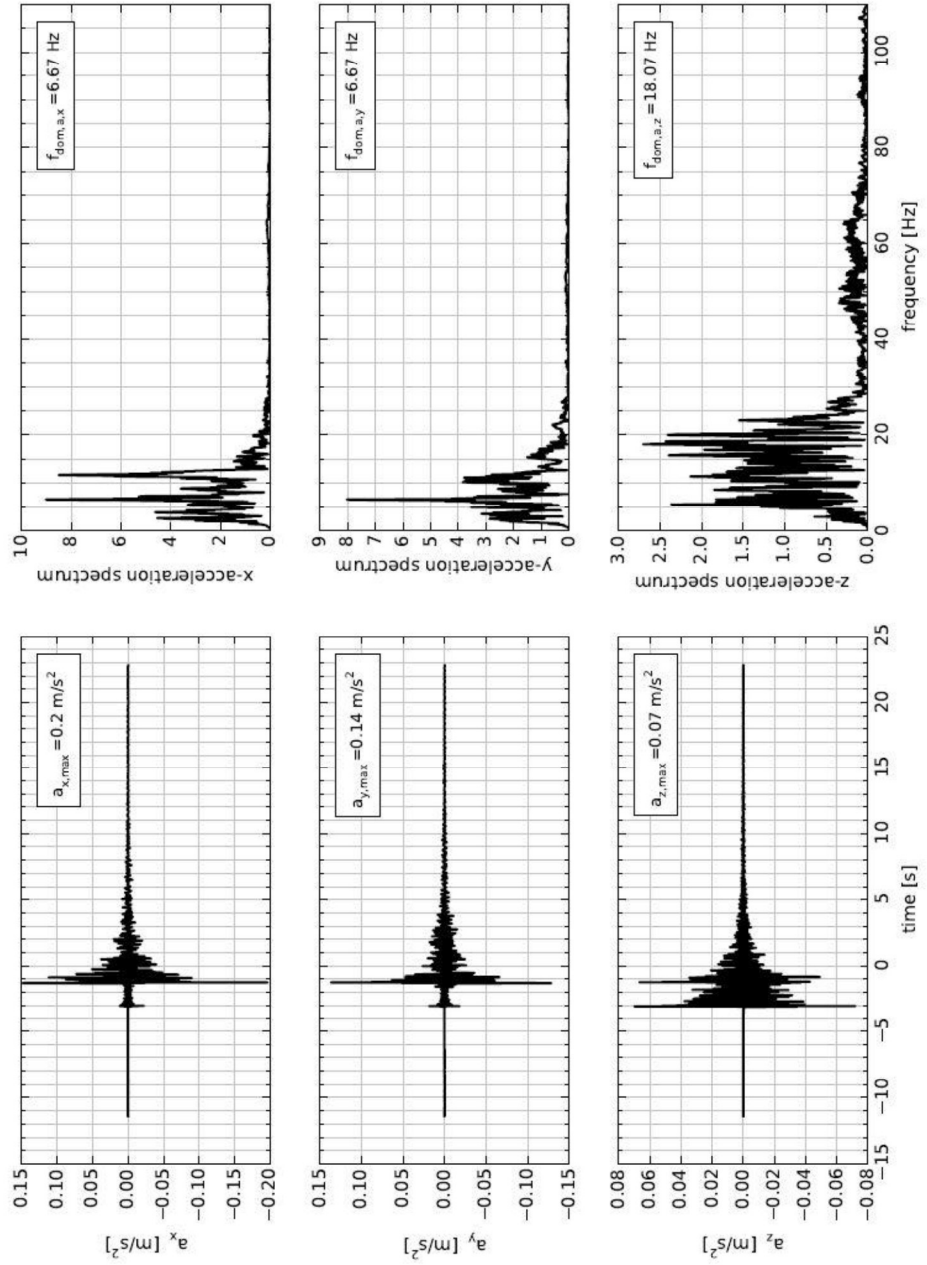 a_x,max =0.2 m/s²
0.15
0.10
0.05
0.00
−0.05
−0.10
−0.15
−0.20
a_x [m/s²]
f_dom,a,x =6.67 Hz
10
8
6
4
2
0
x-acceleration spectrum
a_y,max =0.14 m/s²
0.15
0.10
0.05
0.00
−0.05
−0.10
−0.15
a_y [m/s²]
f_dom,a,y =6.67 Hz
9
8
7
6
5
4
3
2
1
0
y-acceleration spectrum
a_z,max =0.07 m/s²
0.08
0.06
0.04
0.02
0.00
−0.02
−0.04
−0.06
−0.08
a_z [m/s²]
−15 −10 −5 0 5 10 15 20 25
time [s]
f_dom,a,z =18.07 Hz
3.0
2.5
2.0
1.5
1.0
0.5
0.0
z-acceleration spectrum
0 20 40 60 80 100
frequency [Hz]